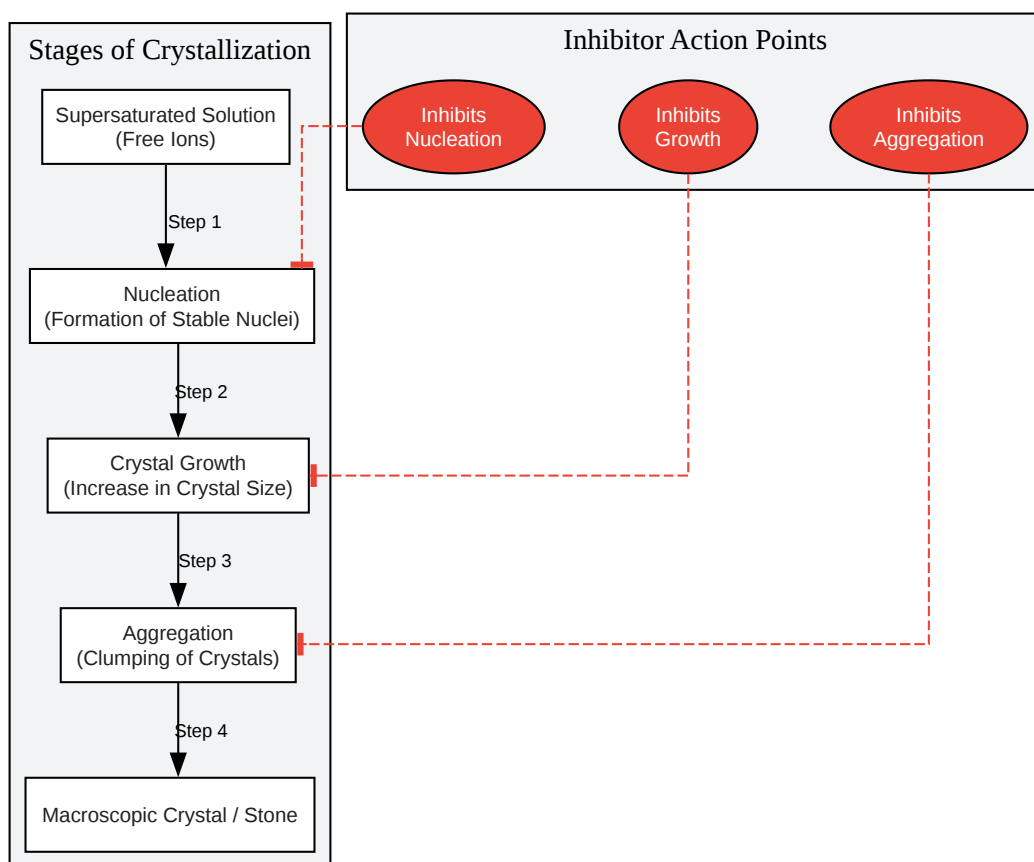 Stages of Crystallization
Supersaturated Solution
(Free Ions)
Step 1
Nucleation
(Formation of Stable Nuclei)
Step 2
Crystal Growth
(Increase in Crystal Size)
Step 3
Aggregation
(Clumping of Crystals)
Step 4
Macroscopic Crystal / Stone
Inhibitor Action Points
Inhibits
Nucleation
Inhibits
Growth
Inhibits
Aggregation